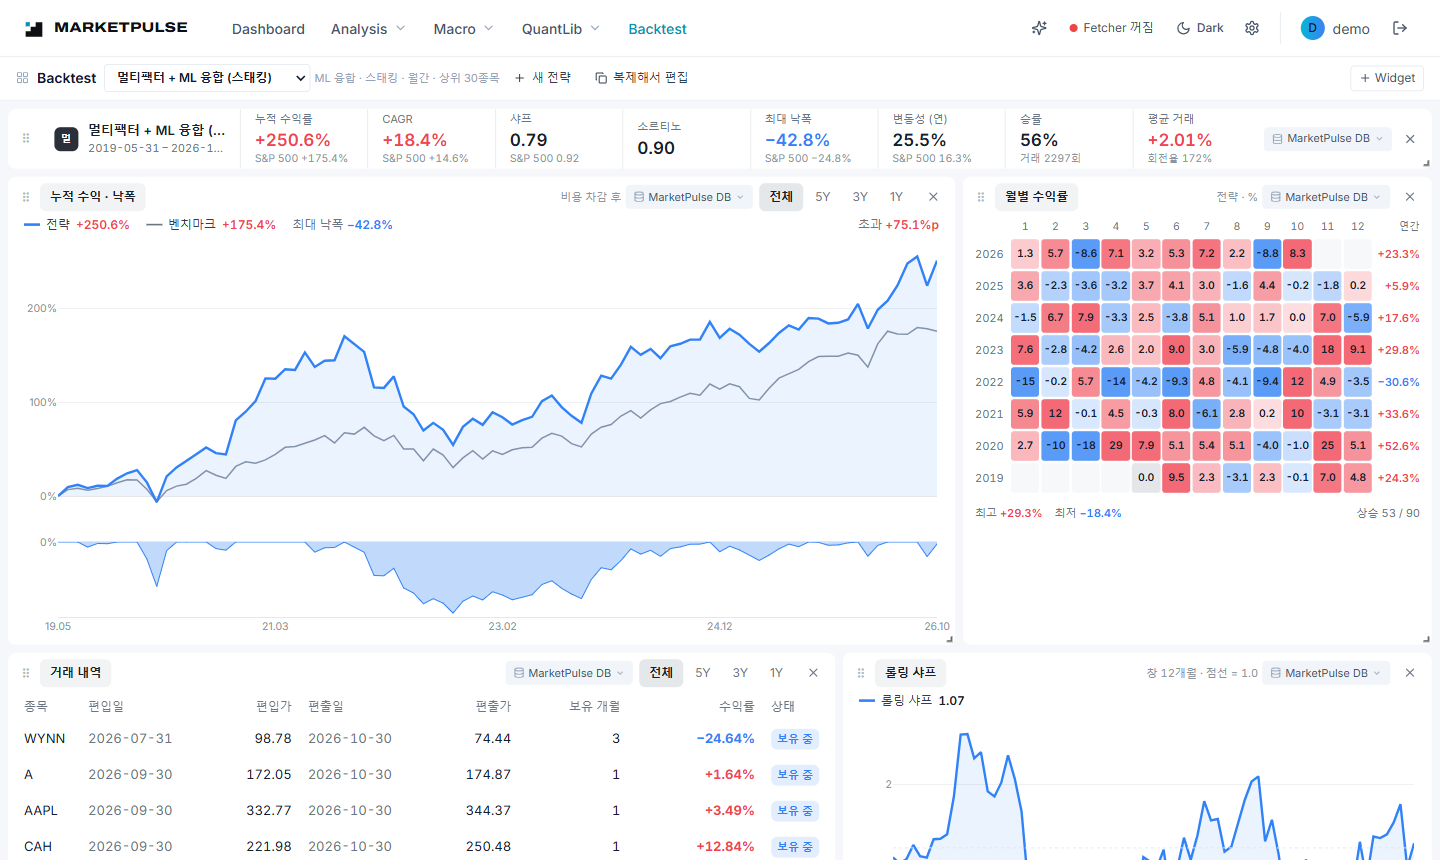 MARKETPULSE
Dashboard Analysis Macro QuantLib Backtest
Fetcher 꺼짐 Dark D demo
Backtest 멀티팩터 + ML 융합 (스태킹) ML 융합 · 스태킹 · 월간 · 상위 30종목 + 새 전략 복제해서 편집 + Widget
멀 멀티팩터 + ML 융합 (...
2019-05-31 – 2026-1...
누적 수익률
+250.6%
S&P 500 +175.4%
CAGR
+18.4%
S&P 500 +14.6%
샤프
0.79
S&P 500 0.92
소르티노
0.90
최대 낙폭
−42.8%
S&P 500 −24.8%
변동성 (연)
25.5%
S&P 500 16.3%
승률
56%
거래 2297회
평균 거래
+2.01%
회전율 172%
MarketPulse DB
누적 수익 · 낙폭 비용 차감 후 MarketPulse DB 전체 5Y 3Y 1Y
전략 +250.6% 벤치마크 +175.4% 최대 낙폭 −42.8% 초과 +75.1%p
200%
100%
0%
0%
19.05 21.03 23.02 24.12 26.10
월별 수익률 전략 · % MarketPulse DB
1 2 3 4 5 6 7 8 9 10 11 12 연간
2026 1.3 5.7 -8.6 7.1 3.2 5.3 7.2 2.2 -8.8 8.3 +23.3%
2025 3.6 -2.3 -3.6 -3.2 3.7 4.1 3.0 -1.6 4.4 -0.2 -1.8 0.2 +5.9%
2024 -1.5 6.7 7.9 -3.3 2.5 -3.8 5.1 1.0 1.7 0.0 7.0 -5.9 +17.6%
2023 7.6 -2.8 -4.2 2.6 2.0 9.0 3.0 -5.9 -4.8 -4.0 18 9.1 +29.8%
2022 -15 -0.2 5.7 -14 -4.2 -9.3 4.8 -4.1 -9.4 12 4.9 -3.5 −30.6%
2021 5.9 12 -0.1 4.5 -0.3 8.0 -6.1 2.8 0.2 10 -3.1 -3.1 +33.6%
2020 2.7 -10 -18 29 7.9 5.1 5.4 5.1 -4.0 -1.0 25 5.1 +52.6%
2019 0.0 9.5 2.3 -3.1 2.3 -0.1 7.0 4.8 +24.3%
최고 +29.3% 최저 −18.4% 상승 53 / 90
거래 내역 MarketPulse DB 전체 5Y 3Y 1Y
종목 편입일 편입가 편출일 편출가 보유 개월 수익률 상태
WYNN 2026-07-31 98.78 2026-10-30 74.44 3 −24.64% 보유 중
A 2026-09-30 172.05 2026-10-30 174.87 1 +1.64% 보유 중
AAPL 2026-09-30 332.77 2026-10-30 344.37 1 +3.49% 보유 중
CAH 2026-09-30 221.98 2026-10-30 250.48 1 +12.84% 보유 중
롤링 샤프 창 12개월 · 점선 = 1.0 MarketPulse DB
롤링 샤프 1.07
2